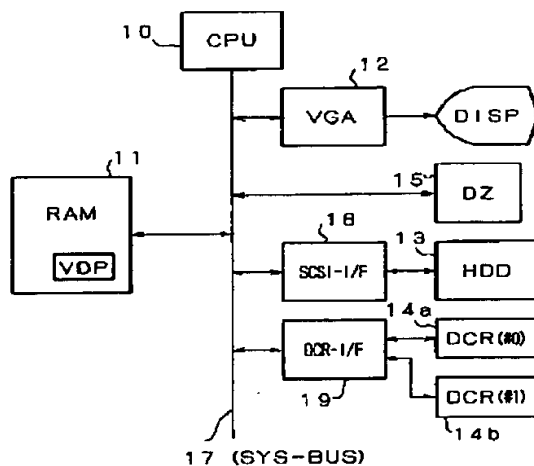 10
CPU
12
VGA
DISP
11
RAM
VDP
15
DZ
18
SCSI-I/F
13
HDD
14a
DCR-I/F
DCR(#0)
19
DCR(#1)
14b
17 (SYS-BUS)